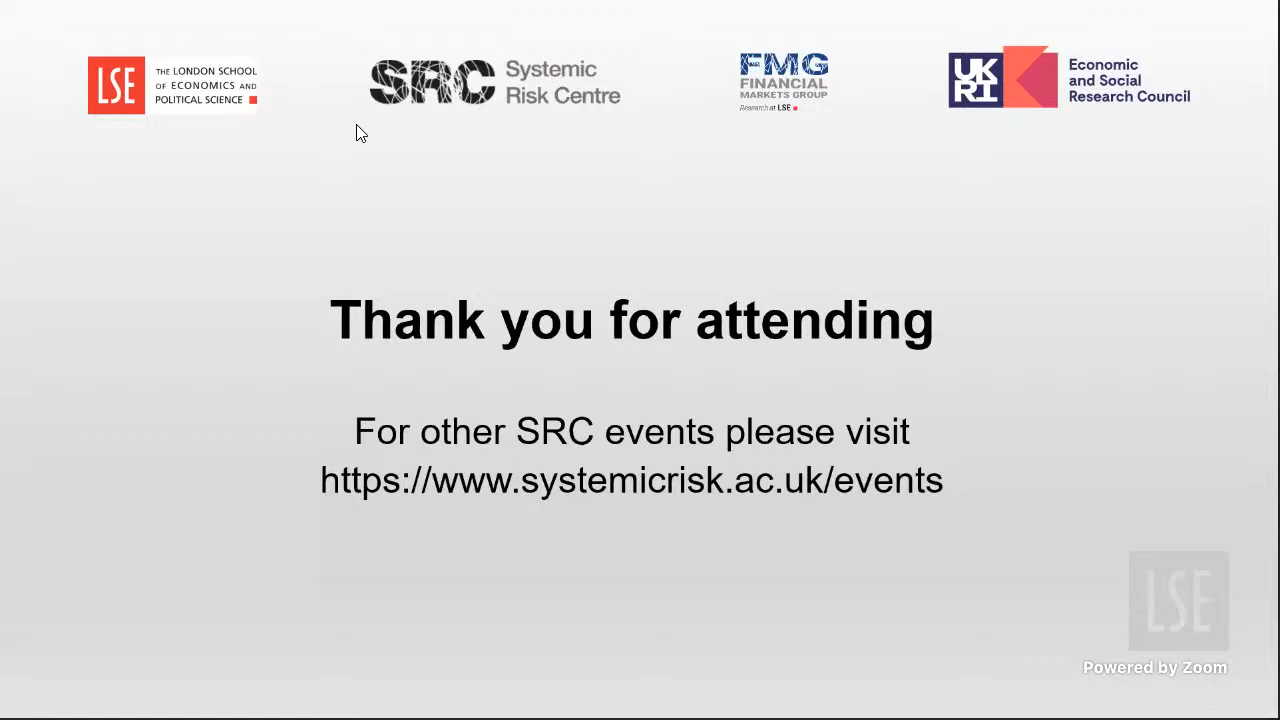 LSE
THE LONDON SCHOOL
OF ECONOMICS AND
POLITICAL SCIENCE
SRC
Systemic
Risk Centre
FMG
FINANCIAL
MARKETS GROUP
Research at LSE
UK
RI
Economic
and Social
Research Council
Thank you for attending
For other SRC events please visit
https://www.systemicrisk.ac.uk/events
LSE
Powered by Zoom